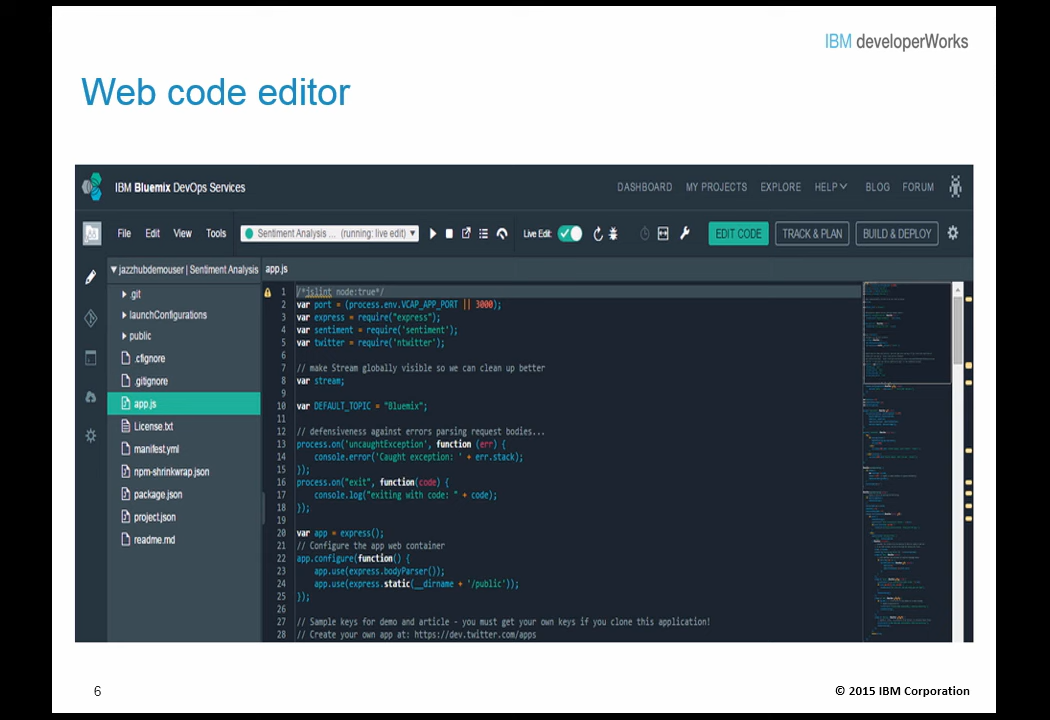 IBM developerWorks
Web code editor
IBM Bluemix DevOps Services
DASHBOARD MY PROJECTS EXPLORE HELP BLOG FORUM
File Edit View Tools Sentiment Analysis ... (running: live edit) Live Edit: EDIT CODE TRACK & PLAN BUILD & DEPLOY
jazzhubdemouser | Sentiment Analysis
.git
launchConfigurations
public
.cfignore
.gitignore
app.js
License.txt
manifest.yml
npm-shrinkwrap.json
package.json
project.json
readme.md
app.js
1 /*jslint node:true*/
2 var port = (process.env.VCAP_APP_PORT || 3000);
3 var express = require("express");
4 var sentiment = require('sentiment');
5 var twitter = require('ntwitter');
6
7 // make Stream globally visible so we can clean up better
8 var stream;
9
10 var DEFAULT_TOPIC = "Bluemix";
11
12 // defensiveness against errors parsing request bodies...
13 process.on('uncaughtException', function (err) {
14 console.error('Caught exception: ' + err.stack);
15 });
16 process.on("exit", function(code) {
17 console.log("exiting with code: " + code);
18 });
19
20 var app = express();
21 // Configure the app web container
22 app.configure(function() {
23 app.use(express.bodyParser());
24 app.use(express.static(__dirname + '/public'));
25 });
26
27 // Sample keys for demo and article - you must get your own keys if you clone this application!
28 // Create your own app at: https://dev.twitter.com/apps
6
© 2015 IBM Corporation